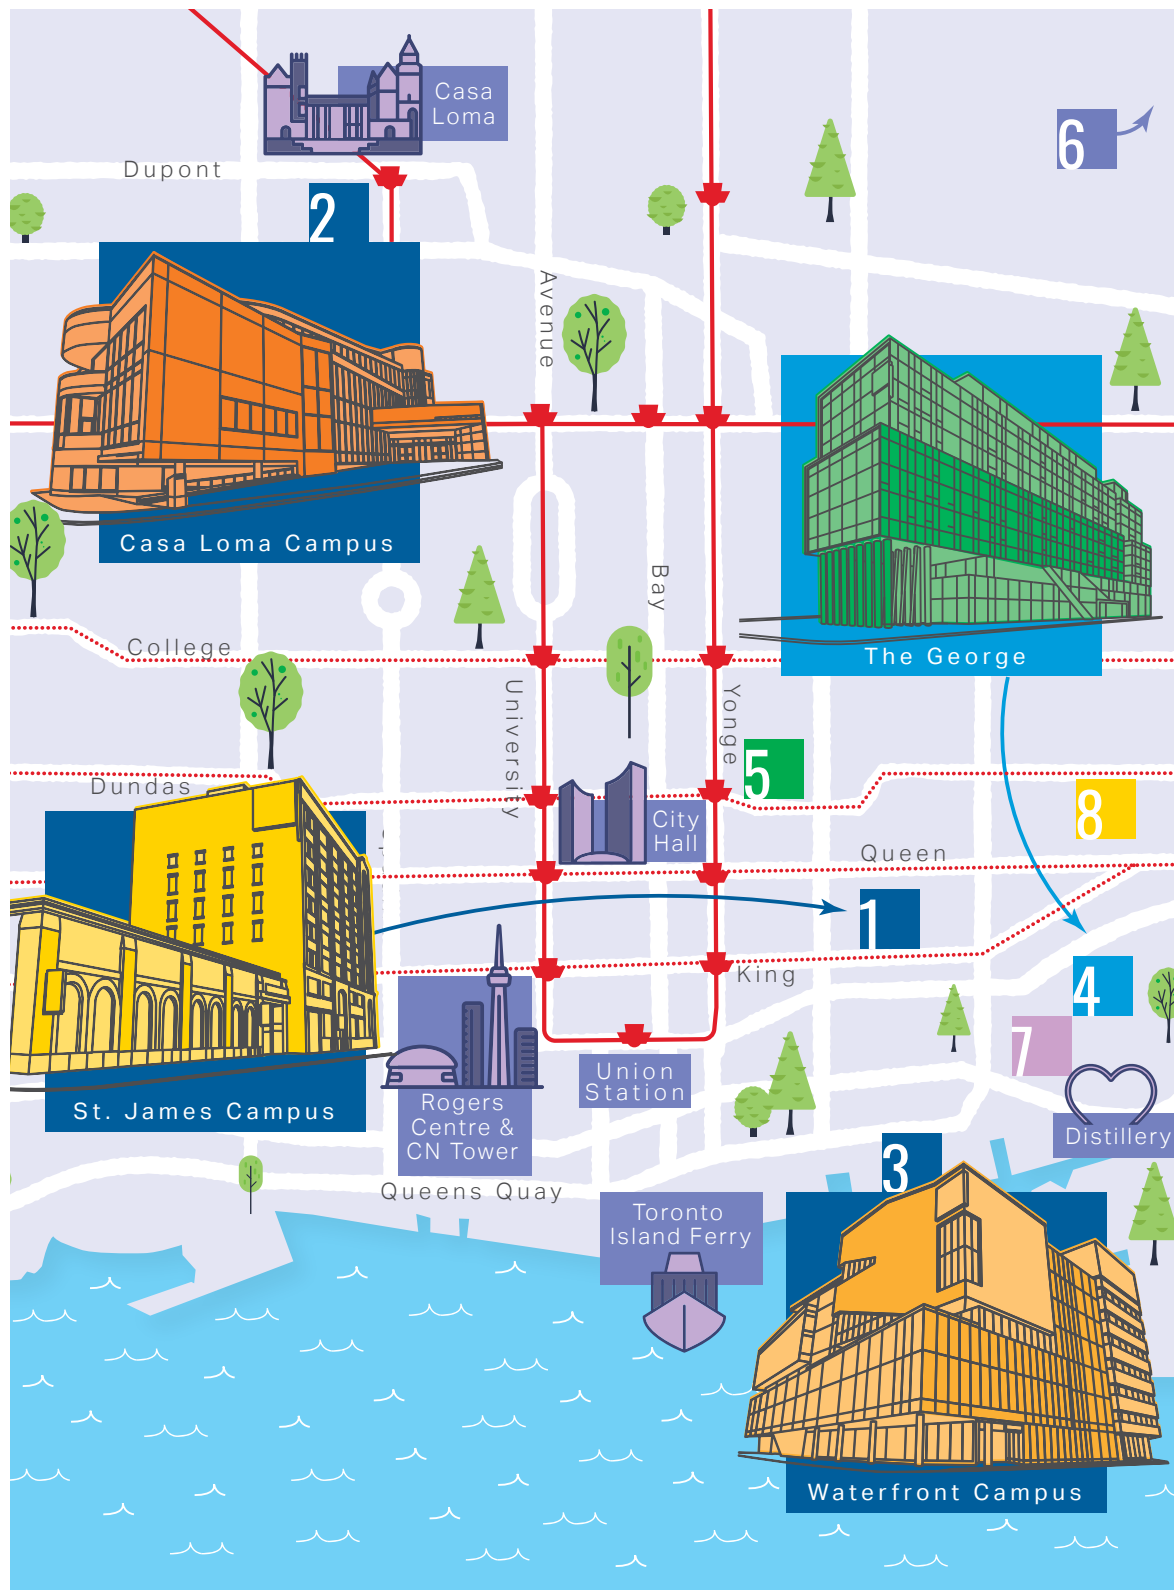 Casa
Loma
6
Dupont
2
Avenue
Casa Loma Campus
Bay
College
The George
University
Yonge
5
Dundas
8
City
Hall
Queen
1
King
4
7
Union
Station
Rogers
Centre &
CN Tower
St. James Campus
Distillery
3
Queens Quay
Toronto
Island Ferry
Waterfront Campus